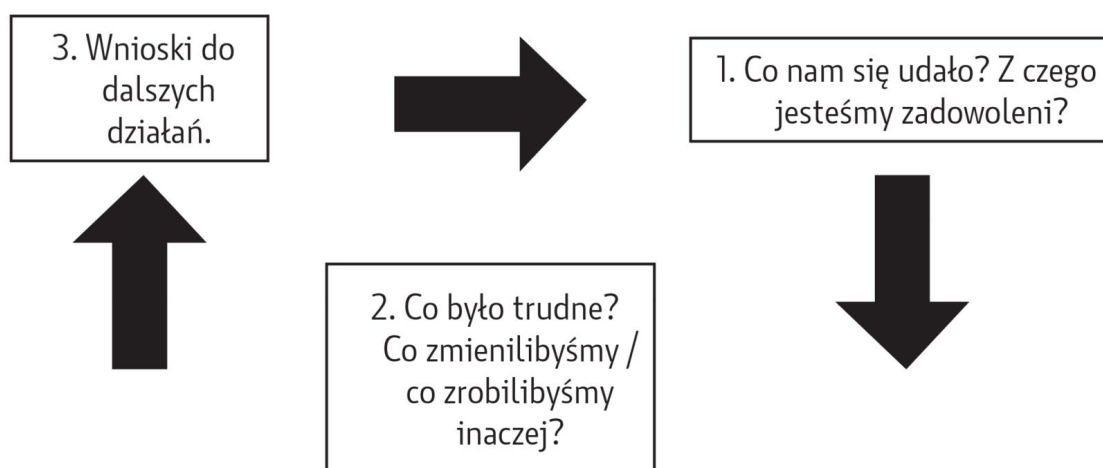 3. Wnioski do
dalszych
działań.
1. Co nam się udało? Z czego
jesteśmy zadowoleni?
2. Co było trudne?
Co zmienilibyśmy /
co zrobilibyśmy
inaczej?